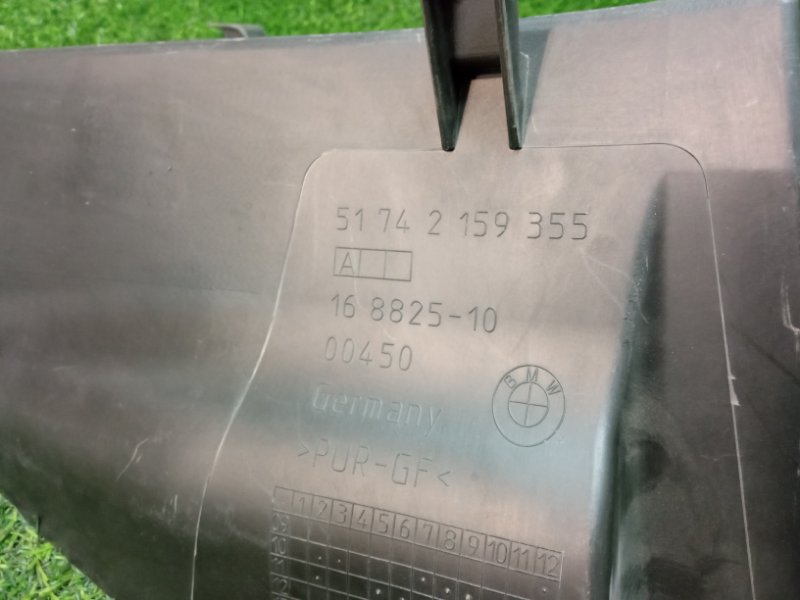 51 74 2 159 355
A
16 8825-10
00450
BMW
Germany
>PUR-GF<
1 2 3 4 5 6 7 8 9 10 11 12